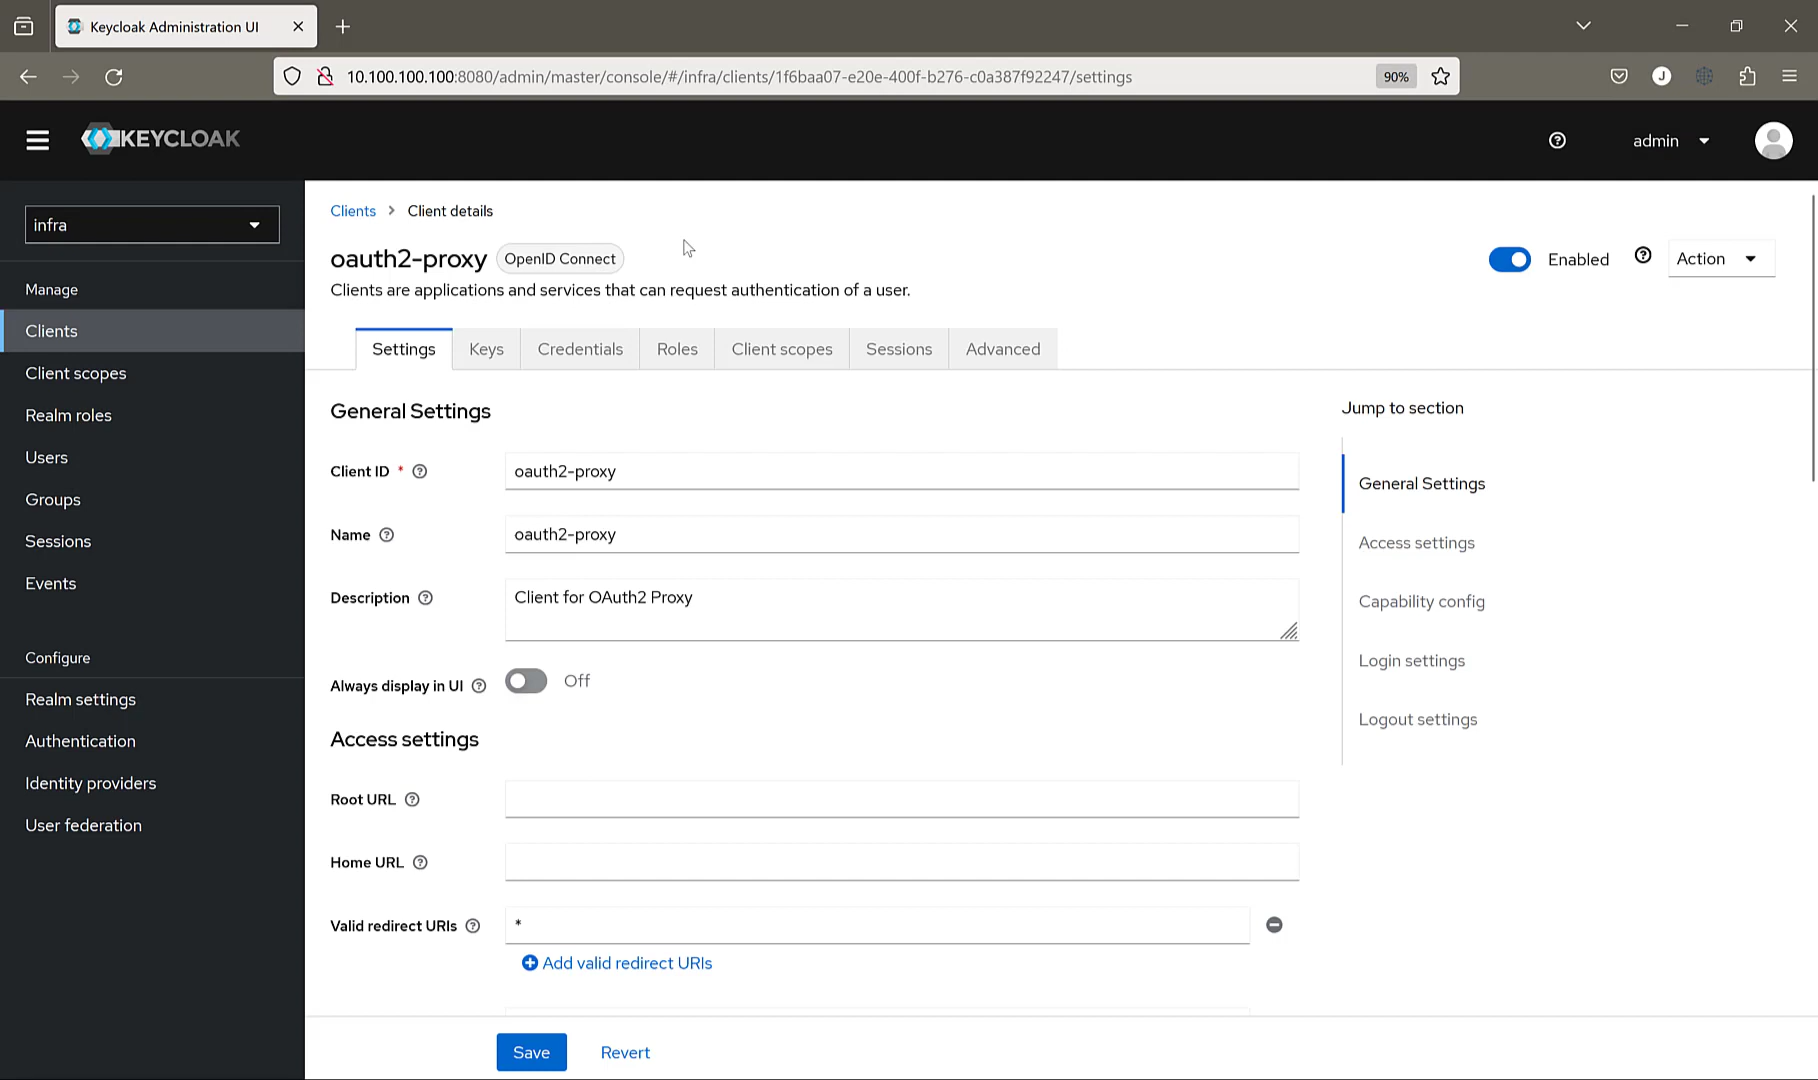 Keycloak Administration UI
10.100.100.100:8080/admin/master/console/#/infra/clients/1f6baa07-e20e-400f-b276-c0a387f92247/settings
90%
J
KEYCLOAK
admin
infra
Manage
Clients
Client scopes
Realm roles
Users
Groups
Sessions
Events
Configure
Realm settings
Authentication
Identity providers
User federation
Clients > Client details
oauth2-proxy OpenID Connect
Enabled
Action
Clients are applications and services that can request authentication of a user.
Settings Keys Credentials Roles Client scopes Sessions Advanced
General Settings
Client ID * oauth2-proxy
Name oauth2-proxy
Description Client for OAuth2 Proxy
Always display in UI Off
Access settings
Root URL
Home URL
Valid redirect URIs *
Add valid redirect URIs
Save Revert
Jump to section
General Settings
Access settings
Capability config
Login settings
Logout settings